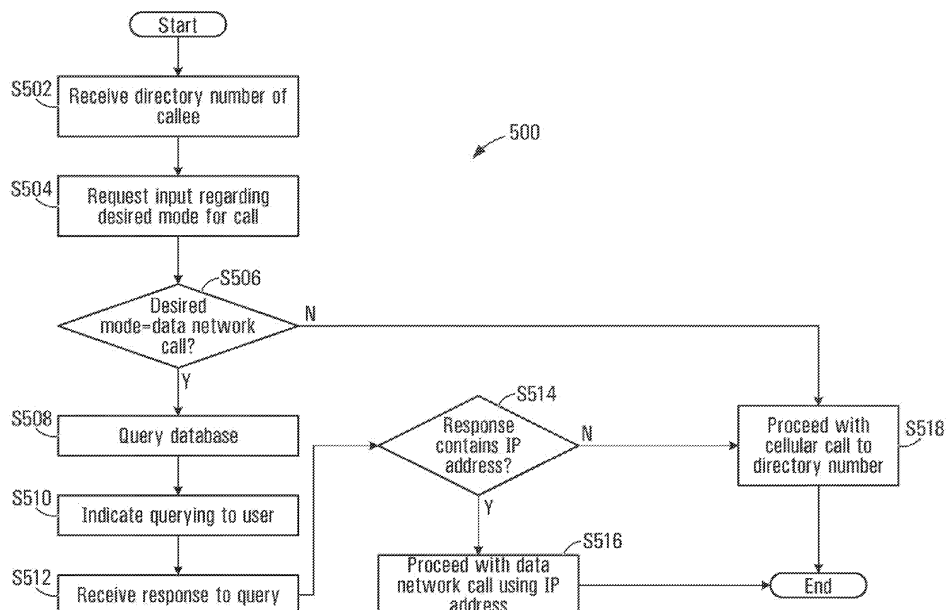 Start
S502
Receive directory number of
callee
500
S504
Request input regarding
desired mode for call
S506
Desired
mode=data network
call?
N
Y
S508
Query database
S510
Indicate querying to user
S512
Receive response to query
S514
Response
contains IP
address?
N
Y
S516
Proceed with data
network call using IP
address
Proceed with
cellular call to
directory number
S518
End